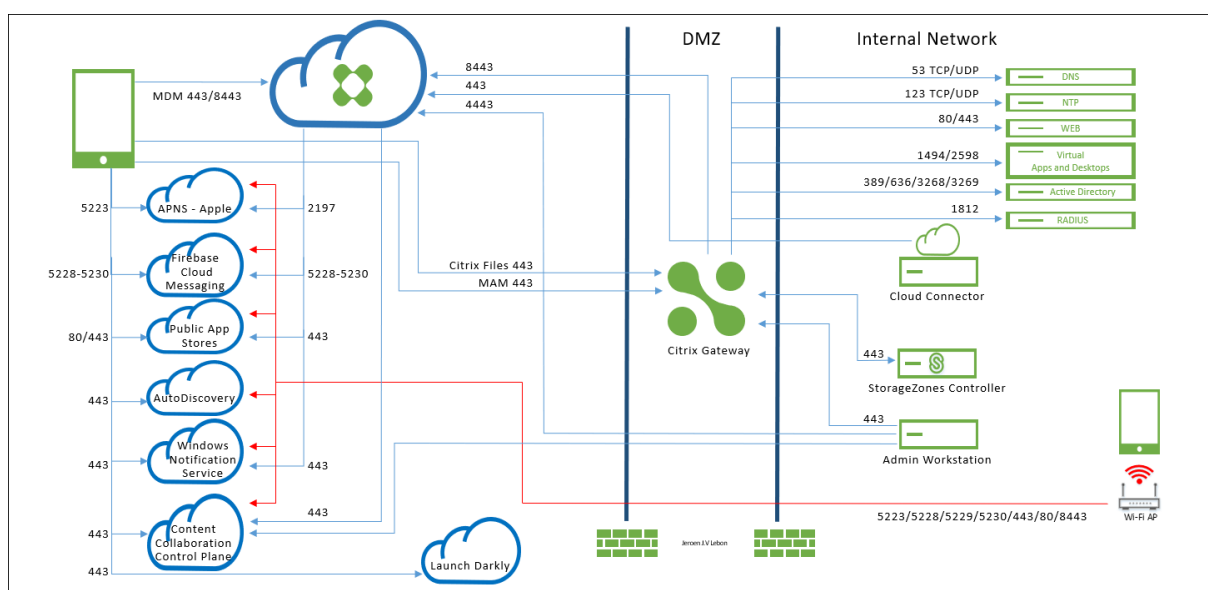 DMZ
Internal Network
MDM 443/8443
8443
443
4443
53 TCP/UDP
DNS
123 TCP/UDP
NTP
80/443
WEB
1494/2598
Virtual
Apps and Desktops
389/636/3268/3269
Active Directory
1812
RADIUS
5223
APNS - Apple
2197
5228-5230
Firebase
Cloud
Messaging
5228-5230
Citrix Files 443
MAM 443
Cloud Connector
80/443
Public App
Stores
443
Citrix Gateway
443
StorageZones Controller
443
AutoDiscovery
443
Admin Workstation
443
Windows
Notification
Service
443
443
443
Content
Collaboration
Control Plane
443
Launch Darkly
5223/5228/5229/5230/443/80/8443
Wi-Fi AP
Jeroen J.V Lebon